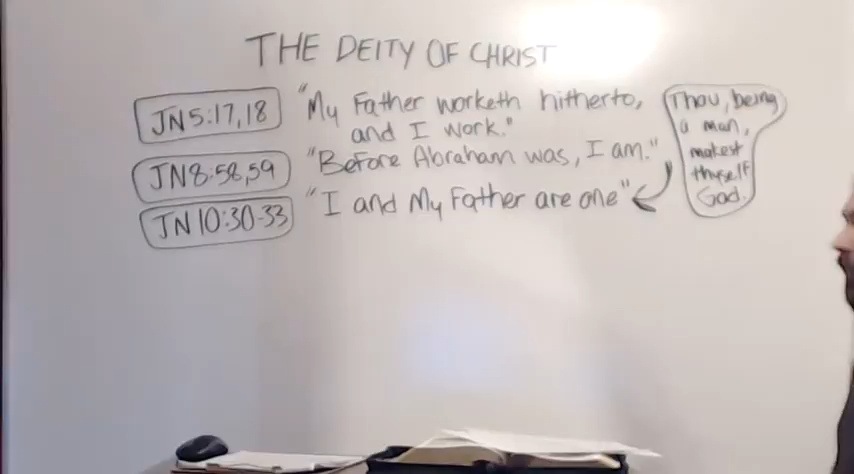 THE DEITY OF CHRIST
JN 5:17,18
"My Father worketh hitherto,
and I work."
JN 8:58,59
"Before Abraham was, I am."
JN 10:30-33
"I and My Father are one"
Thou, being
a man,
makest
thyself
God.